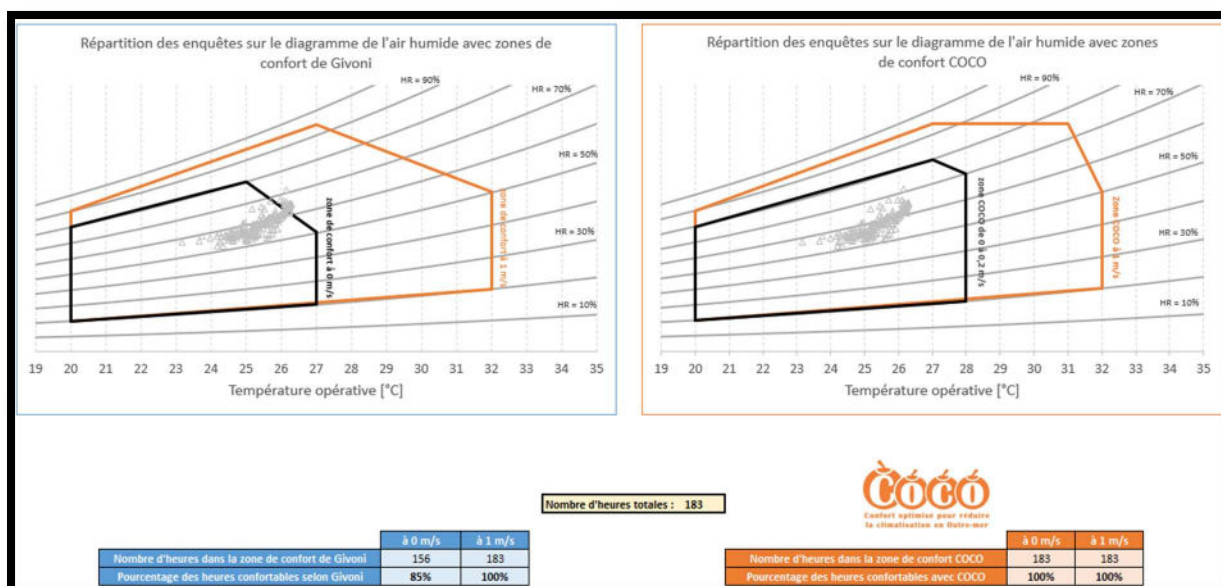 Répartition des enquêtes sur le diagramme de l'air humide avec zones de
confort de Givoni
HR = 90%
HR = 70%
HR = 50%
HR = 30%
HR = 10%
zone de confort à 0 m/s
zone de confort à 1 m/s
19 20 21 22 23 24 25 26 27 28 29 30 31 32 33 34 35
Température opérative [°C]
Répartition des enquêtes sur le diagramme de l'air humide avec zones
de confort COCO
HR = 90%
HR = 70%
HR = 50%
HR = 30%
HR = 10%
zone COCO de 0 à 0,2 m/s
Zone COCO à 1 m/s
19 20 21 22 23 24 25 26 27 28 29 30 31 32 33 34 35
Température opérative [°C]
Nombre d'heures totales : 183
COCO
Confort optimisé pour réduire
la climatisation en Outre-mer
à 0 m/s à 1 m/s
Nombre d'heures dans la zone de confort de Givoni 156 183
Pourcentage des heures confortables selon Givoni 85% 100%
à 0 m/s à 1 m/s
Nombre d'heures dans la zone de confort COCO 183 183
Pourcentage des heures confortables avec COCO 100% 100%